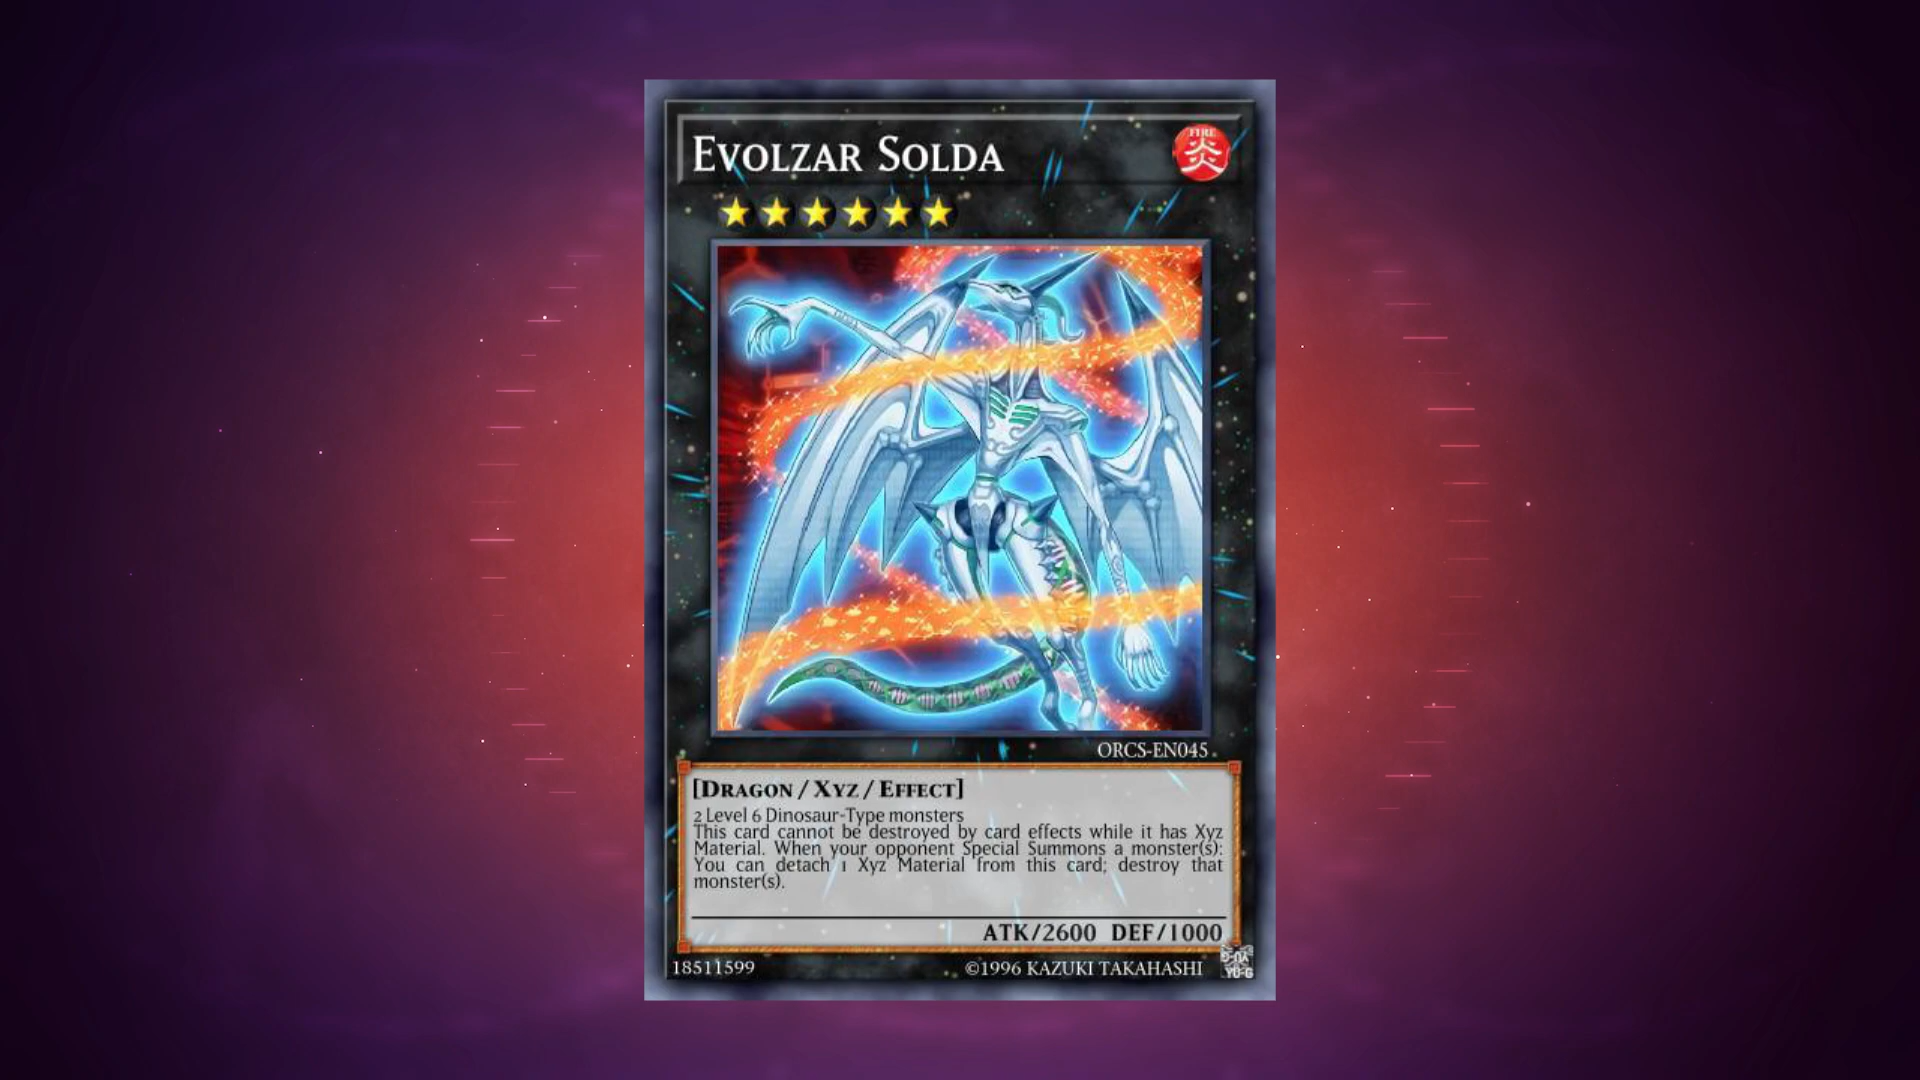 Evolzar Solda
FIRE
炎
ORCS-EN045
[Dragon / Xyz / Effect]
2 Level 6 Dinosaur-Type monsters
This card cannot be destroyed by card effects while it has Xyz
Material. When your opponent Special Summons a monster(s):
You can detach 1 Xyz Material from this card; destroy that
monster(s).
ATK/2600 DEF/1000
18511599
©1996 KAZUKI TAKAHASHI